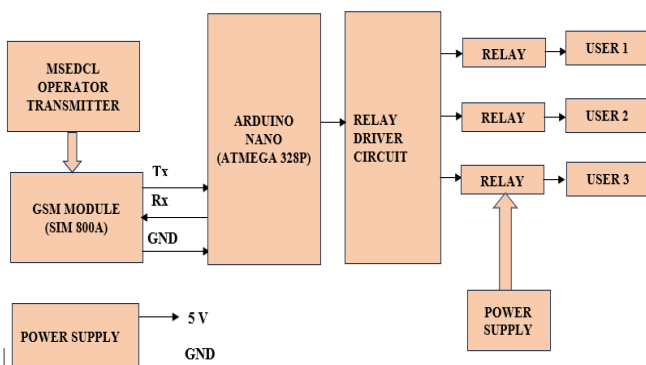 MSEDCL
OPERATOR
TRANSMITTER
GSM MODULE
(SIM 800A)
Tx
Rx
GND
ARDUINO
NANO
(ATMEGA 328P)
RELAY
DRIVER
CIRCUIT
RELAY
USER 1
RELAY
USER 2
RELAY
USER 3
POWER
SUPPLY
POWER SUPPLY
5 V
GND